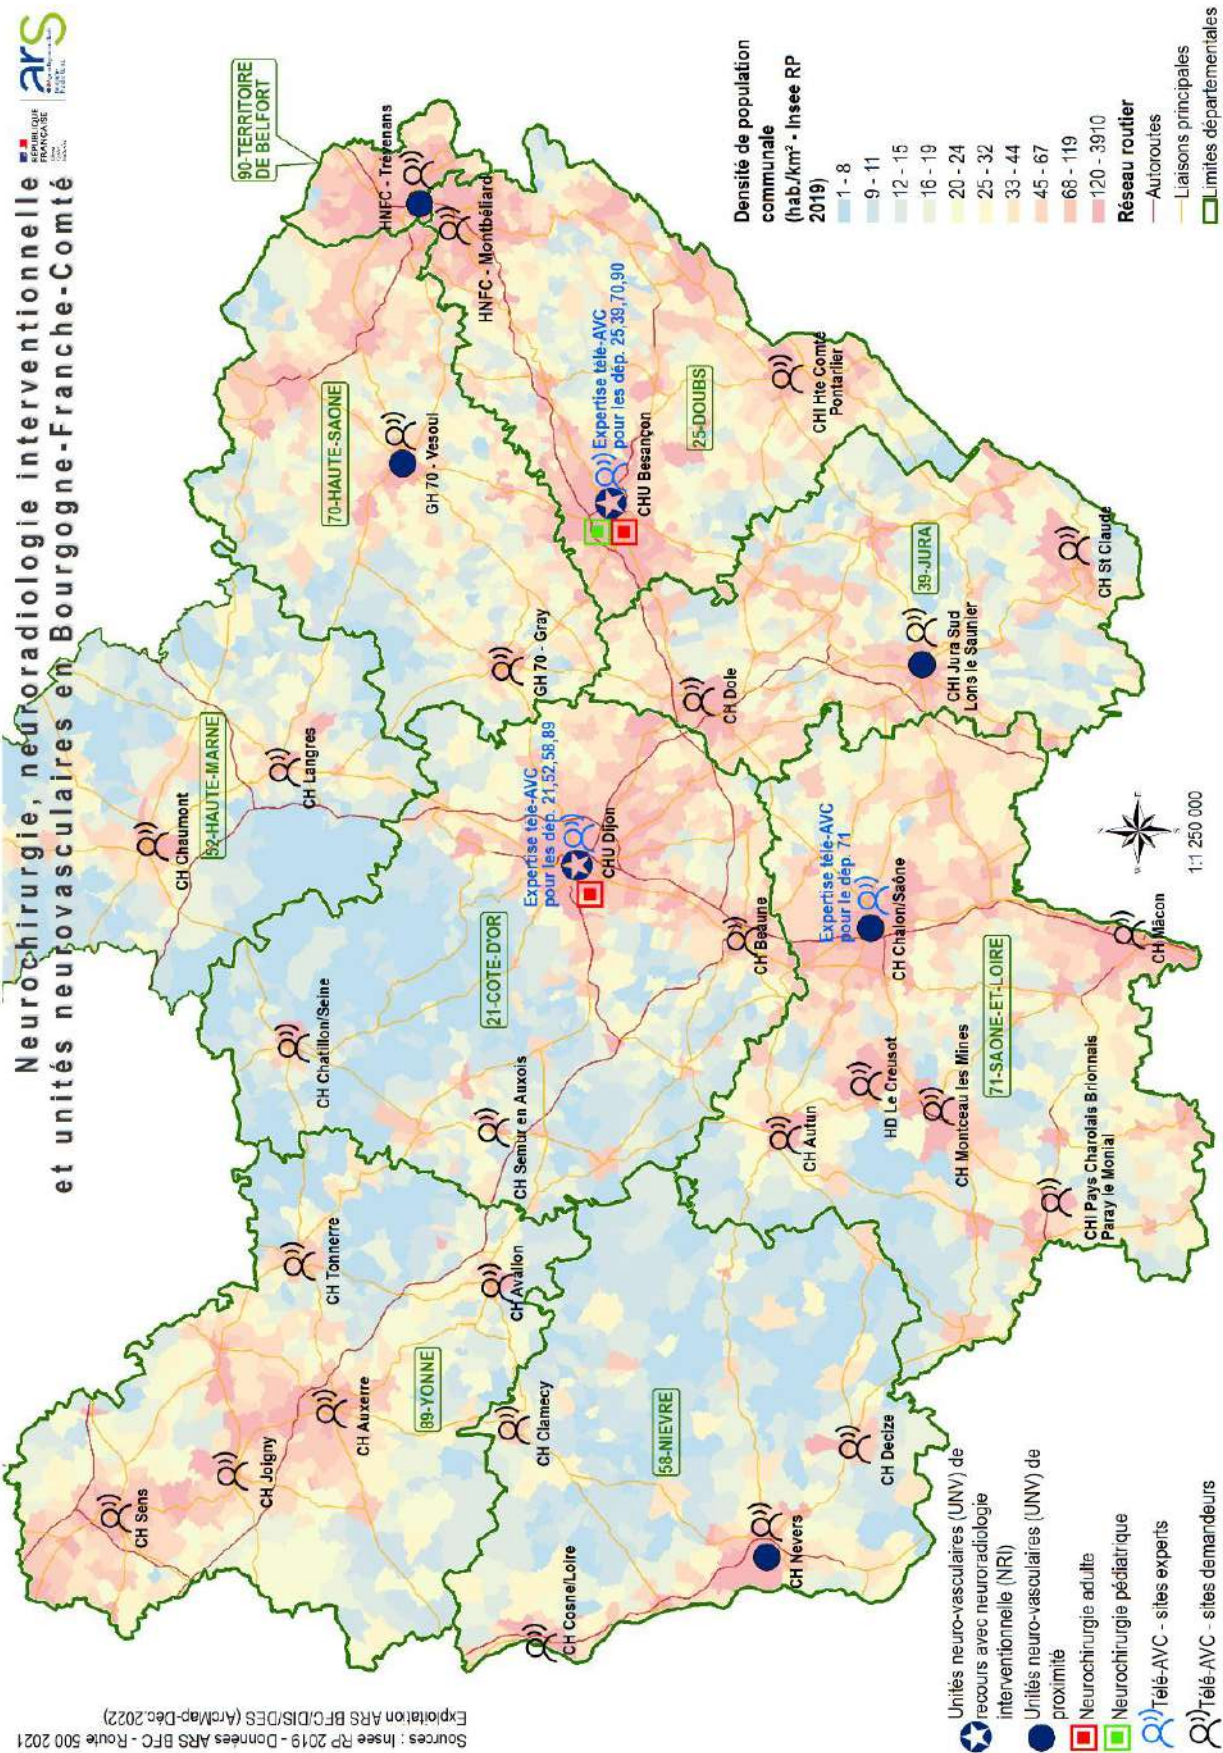 Neurochirurgie, neuroradiologie interventionnelle
et unités neurovasculaires en Bourgogne-Franche-Comté
RÉPUBLIQUE
FRANÇAISE
ars
90-TERRITOIRE
DE BELFORT
HNFC - Trévenans
HNFC - Montbéliard
70-HAUTE-SAONE
GH 70 - Vesoul
Expertise télé-AVC
pour les dép. 25,39,70,90
CHU Besançon
25-DOUBS
CHI Hte Comté
Pontarlier
52-HAUTE-MARNE
CH Chaumont
CH Langres
GH 70 - Gray
CH Dole
39-JURA
CHI Jura Sud
Lons le Saunier
CH St Claude
Expertise télé-AVC
pour les dép. 21,52,58,89
CHU Dijon
21-COTE-D'OR
CH Chatillon/Seine
CH Semur en Auxois
CH Beaune
Expertise télé-AVC
pour le dép. 71
CH Chalon/Saône
CH Mâcon
71-SAONE-ET-LOIRE
HD Le Creusot
CH Montceau les Mines
CH Autun
CHI Pays Charolais Brionnais
Paray le Monial
CH Tonnerre
CH Avallon
89-YONNE
CH Auxerre
CH Joigny
CH Sens
CH Clamecy
58-NIEVRE
CH Decize
CH Nevers
CH Cosne/Loire
Densité de population
communale
(hab./km² - Insee RP
2019)
1 - 8
9 - 11
12 - 15
16 - 19
20 - 24
25 - 32
33 - 44
45 - 67
68 - 119
120 - 3910
Réseau routier
Autoroutes
Liaisons principales
Limites départementales
1:1 250 000
Unités neuro-vasculaires (UNV) de
recours avec neuroradiologie
interventionnelle (NRI)
Unités neuro-vasculaires (UNV) de
proximité
Neurochirurgie adulte
Neurochirurgie pédiatrique
Télé-AVC - sites experts
Télé-AVC - sites demandeurs
Sources : Insee RP 2019 - Données ARS BFC - Route 500 2021
Exploitation ARS BFC/DIS/DES (ArcMap-Déc.2022)